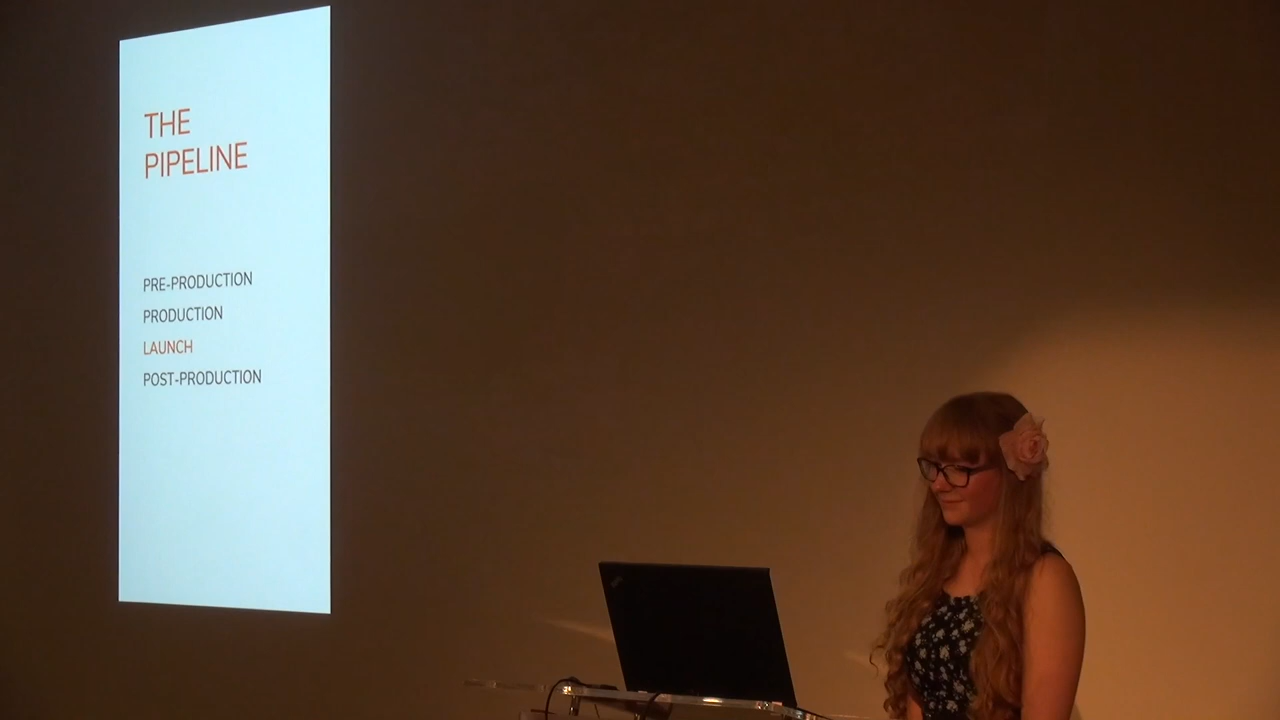 THE
PIPELINE
PRE-PRODUCTION
PRODUCTION
LAUNCH
POST-PRODUCTION